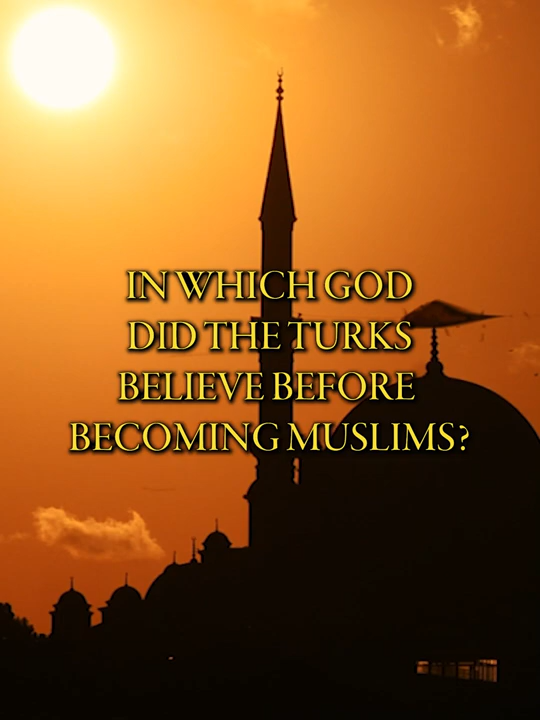 IN WHICH GOD
DID THE TURKS
BELIEVE BEFORE
BECOMING MUSLIMS?